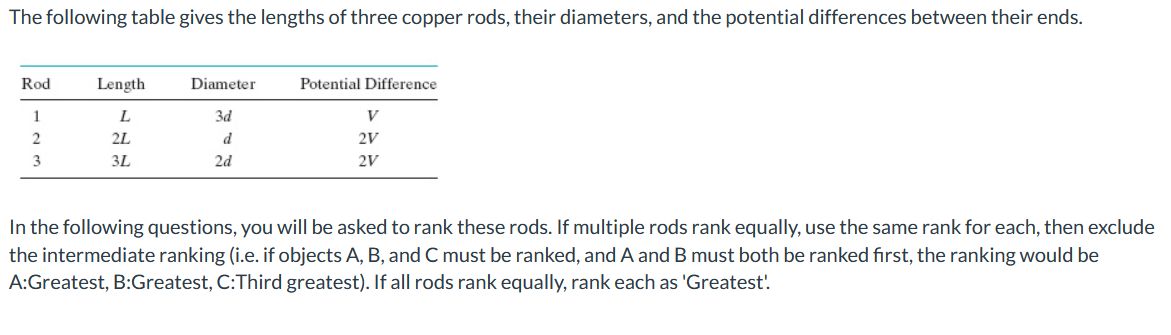 The following table gives the lengths of three copper rods, their diameters, and the potential differences between their ends.
Rod Length Diameter Potential Difference
1 L 3d V
2 2L d 2V
3 3L 2d 2V
In the following questions, you will be asked to rank these rods. If multiple rods rank equally, use the same rank for each, then exclude
the intermediate ranking (i.e. if objects A, B, and C must be ranked, and A and B must both be ranked first, the ranking would be
A:Greatest, B:Greatest, C:Third greatest). If all rods rank equally, rank each as 'Greatest'.